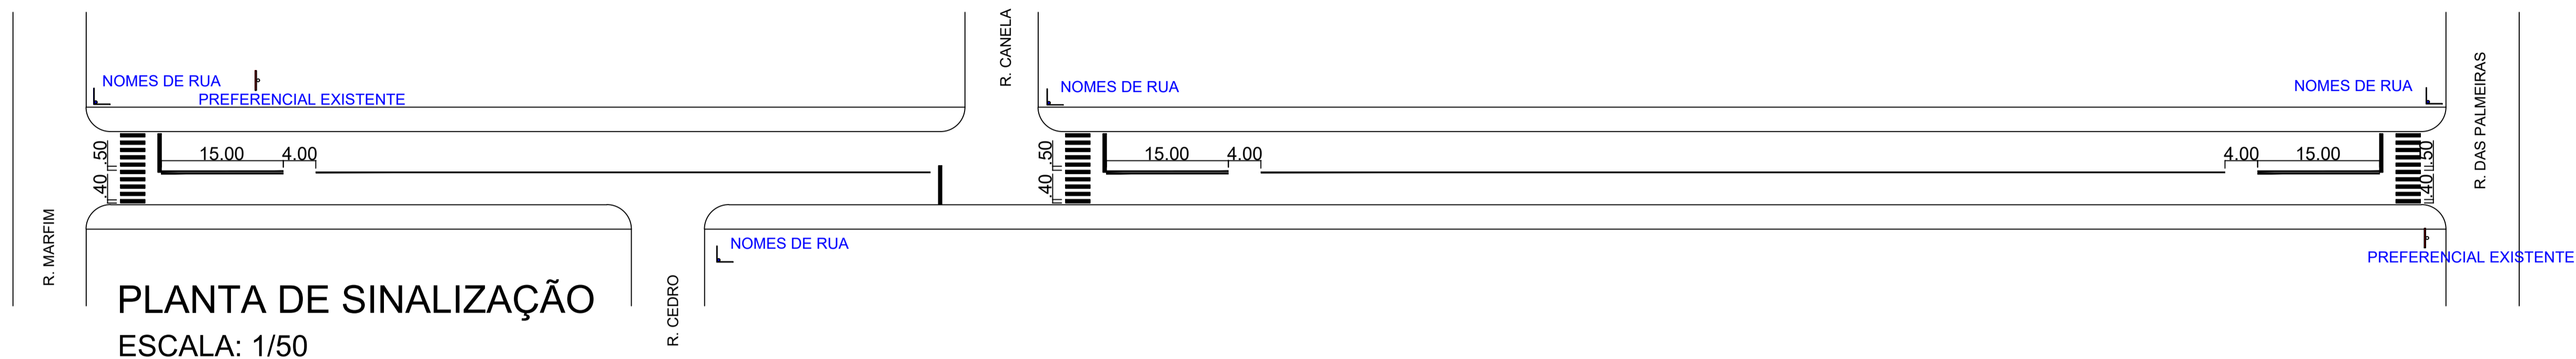 R. CANELA
R. DAS PALMEIRAS
NOMES DE RUA
PREFERENCIAL EXISTENTE
NOMES DE RUA
NOMES DE RUA
.50
15.00
4.00
.40
.50
15.00
4.00
.40
4.00
15.00
.50
.40
R. MARFIM
NOMES DE RUA
PREFERENCIAL EXISTENTE
R. CEDRO
PLANTA DE SINALIZAÇÃO
ESCALA: 1/50